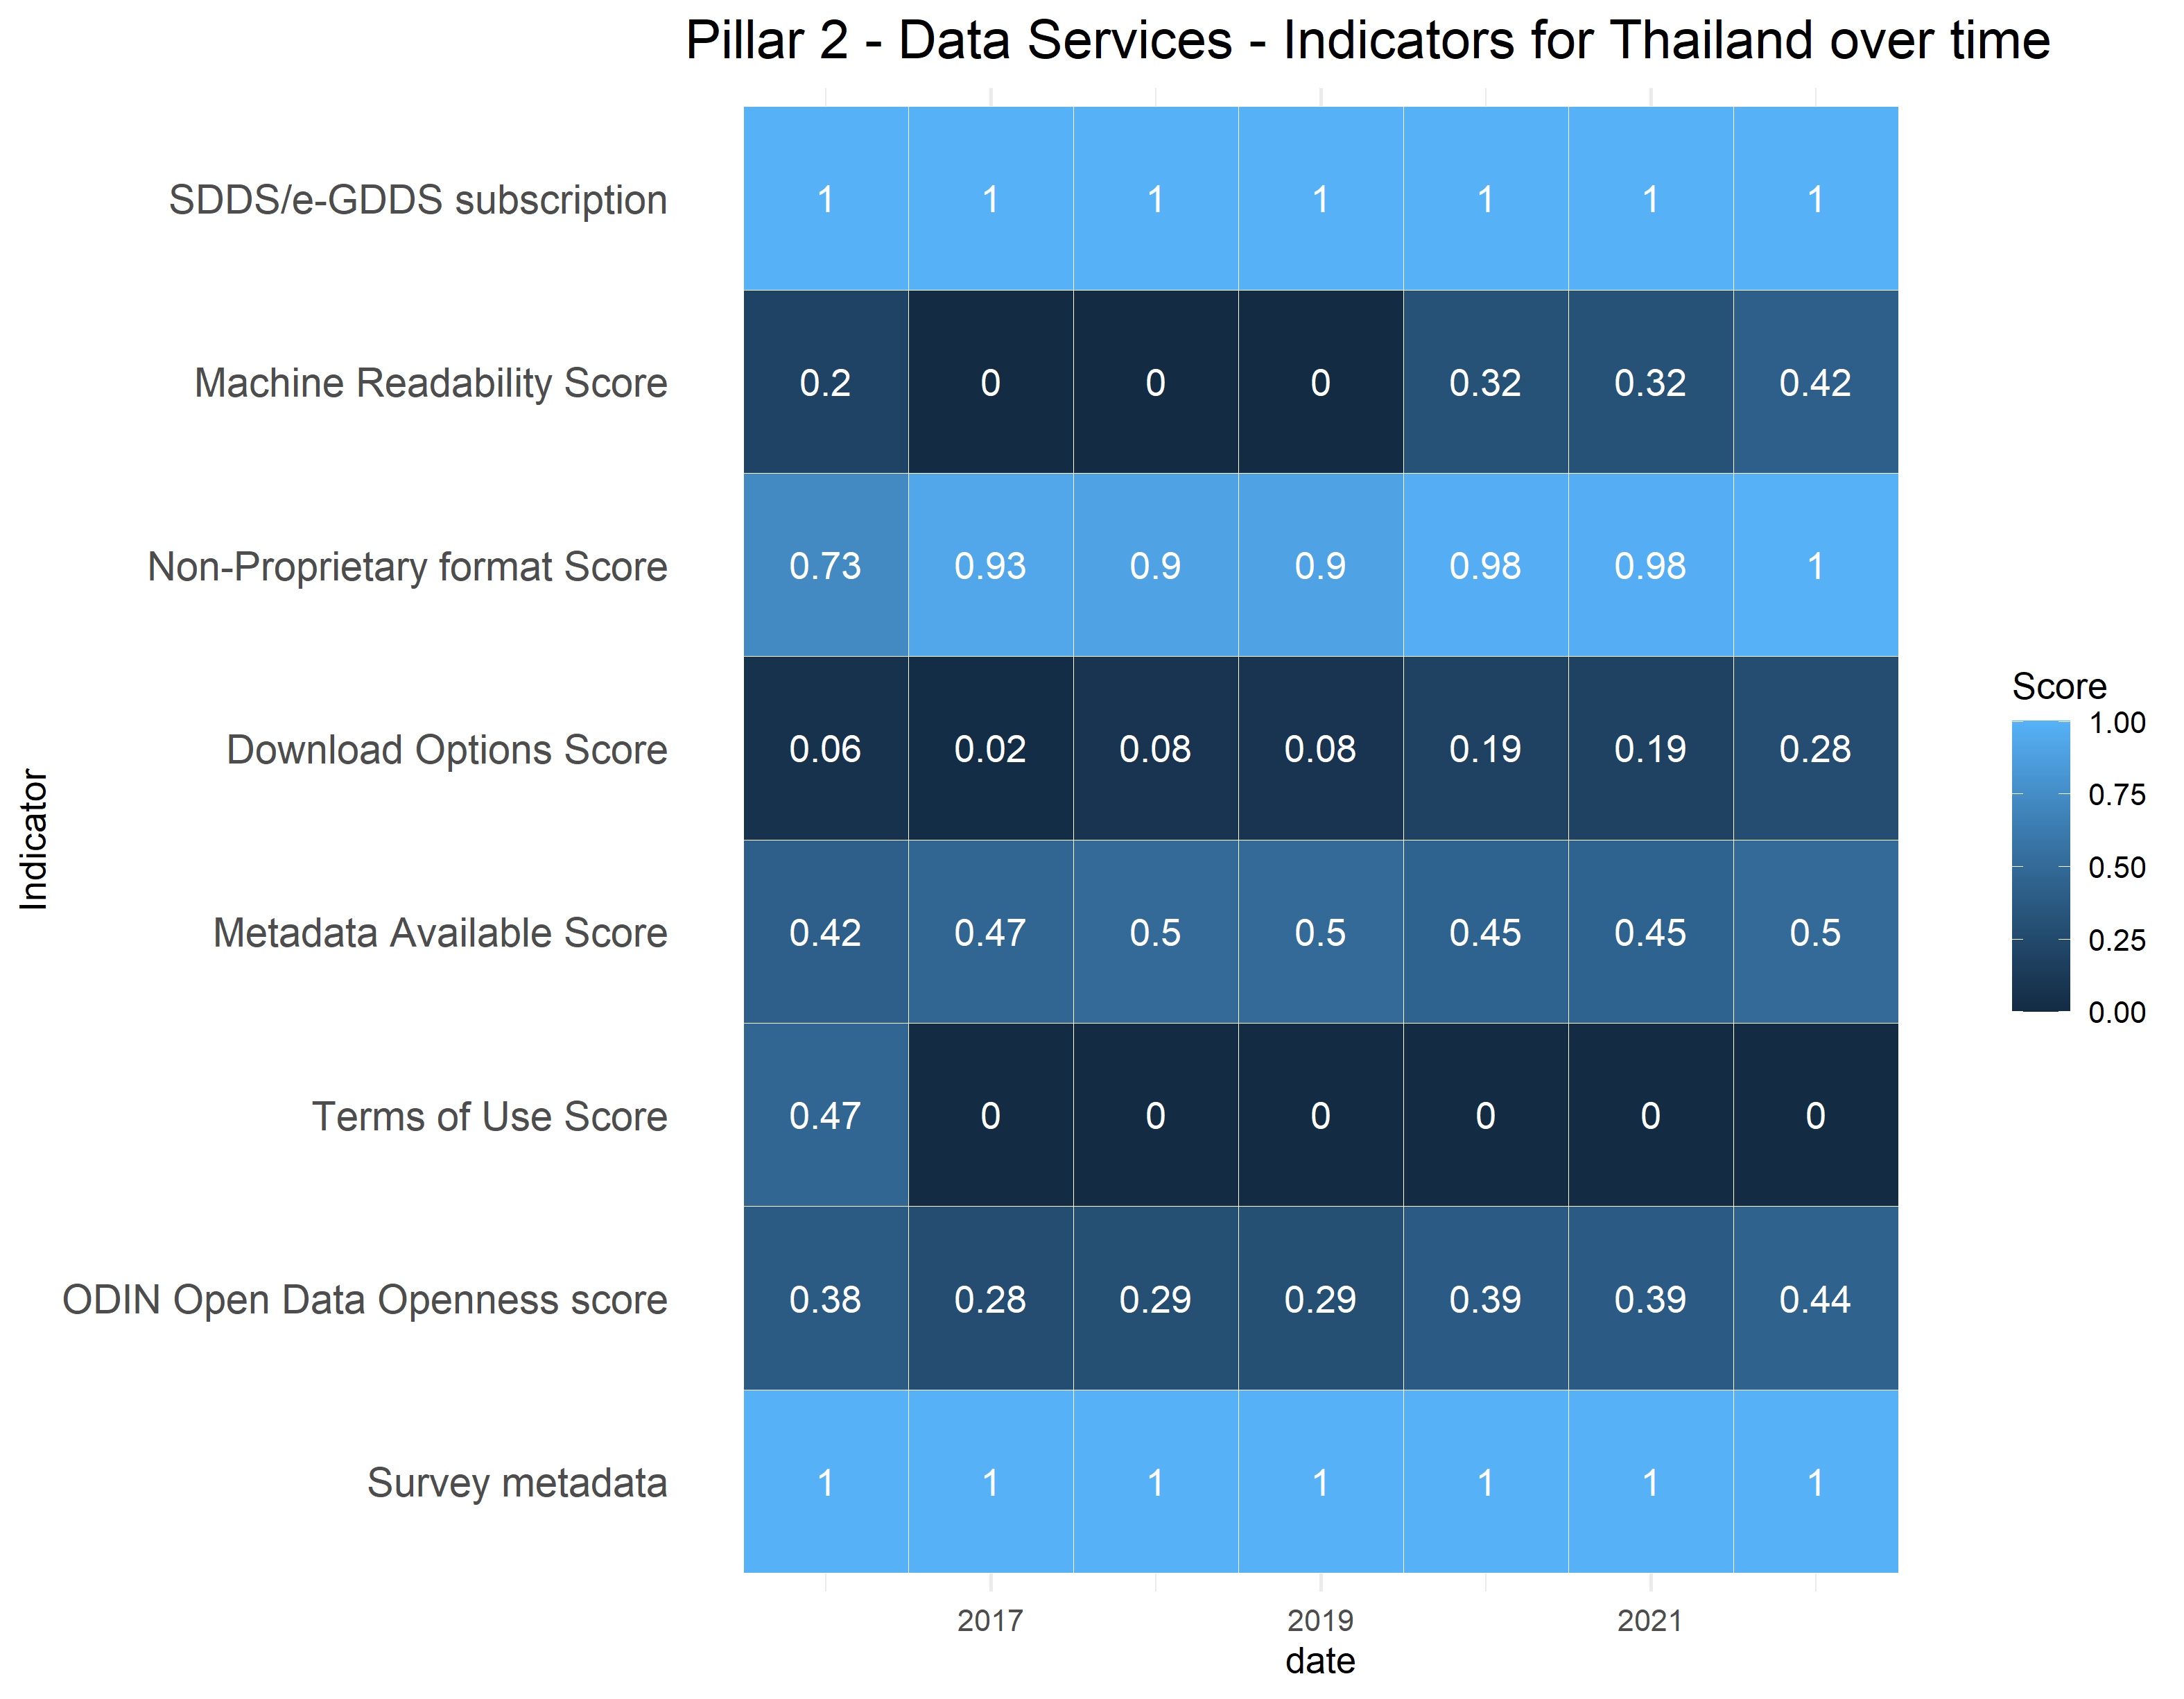 Pillar 2 - Data Services - Indicators for Thailand over time
SDDS/e-GDDS subscription 1 1 1 1 1 1 1
Machine Readability Score 0.2 0 0 0 0.32 0.32 0.42
Non-Proprietary format Score 0.73 0.93 0.9 0.9 0.98 0.98 1
Download Options Score 0.06 0.02 0.08 0.08 0.19 0.19 0.28
Metadata Available Score 0.42 0.47 0.5 0.5 0.45 0.45 0.5
Terms of Use Score 0.47 0 0 0 0 0 0
ODIN Open Data Openness score 0.38 0.28 0.29 0.29 0.39 0.39 0.44
Survey metadata 1 1 1 1 1 1 1
2017 2019 2021
date
Indicator
Score
1.00
0.75
0.50
0.25
0.00